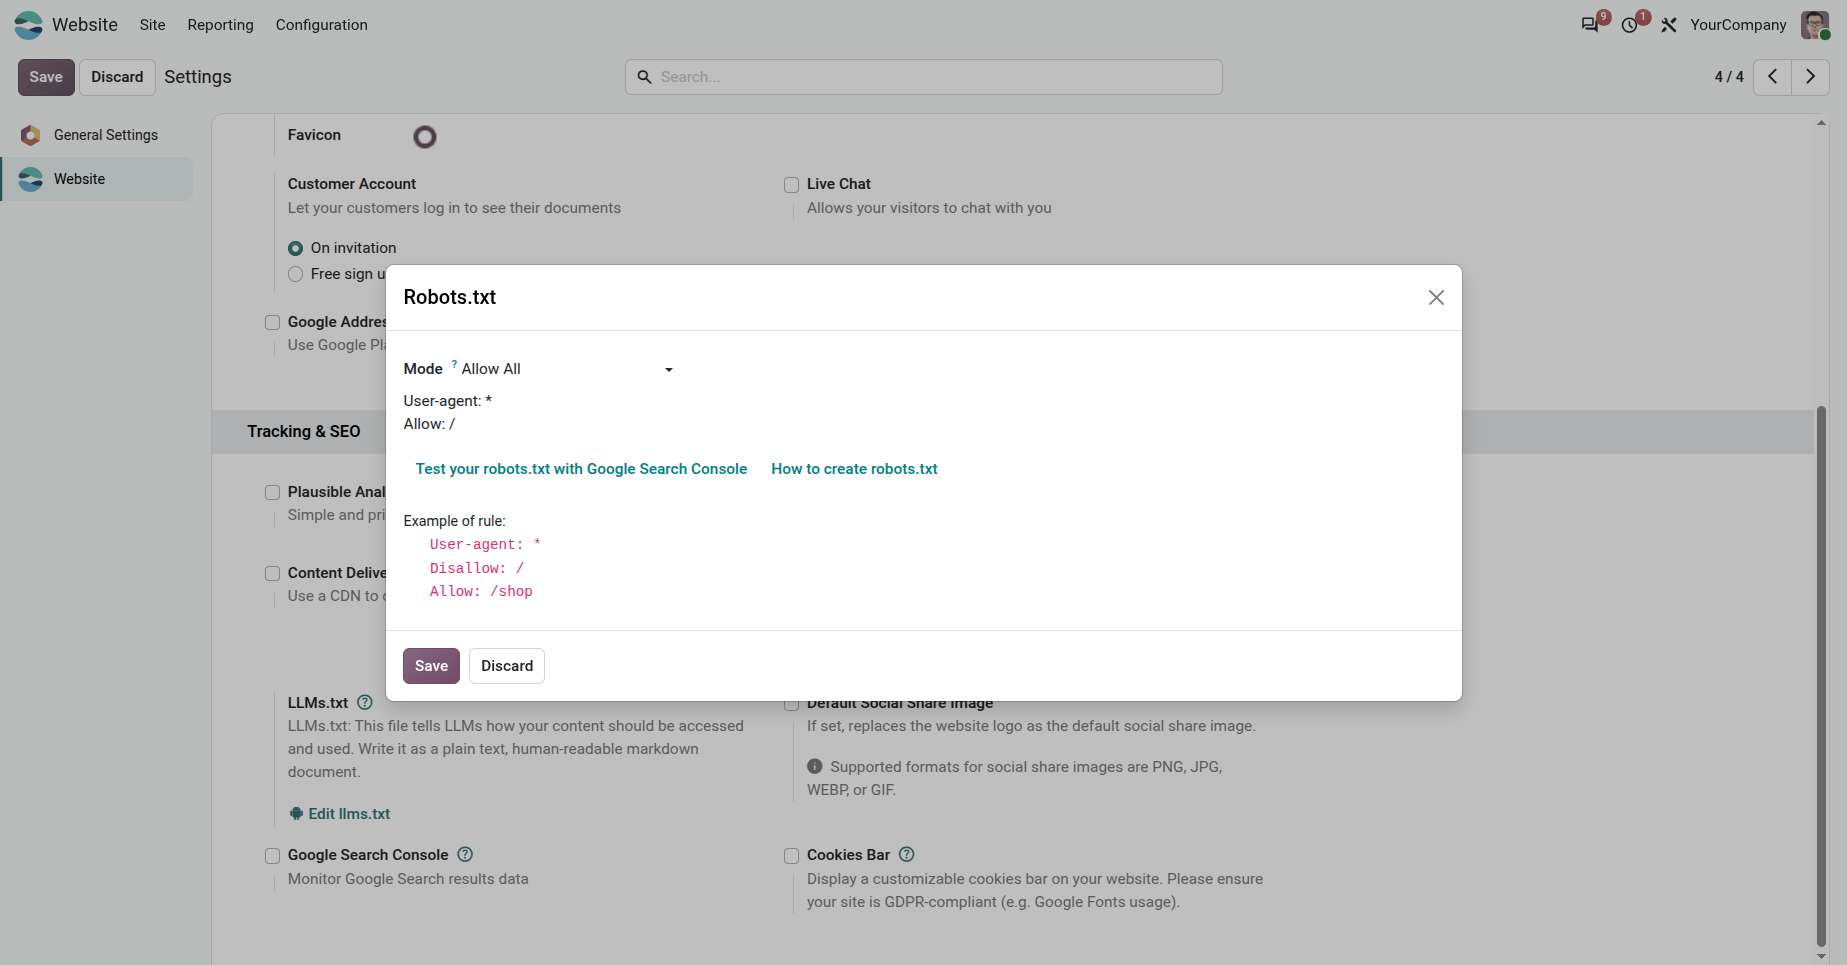 Website Site Reporting Configuration 9 1 YourCompany
Save Discard Settings Search... 4 / 4
General Settings
Website
Favicon
Customer Account
Let your customers log in to see their documents
On invitation
Free sign u
Live Chat
Allows your visitors to chat with you
Google Addres
Use Google Pla
Tracking & SEO
Plausible Anal
Simple and pri
Content Delive
Use a CDN to
Robots.txt
Mode ? Allow All
User-agent: *
Allow: /
Test your robots.txt with Google Search Console How to create robots.txt
Example of rule:
User-agent: *
Disallow: /
Allow: /shop
Save Discard
LLMs.txt ?
LLMs.txt: This file tells LLMs how your content should be accessed
and used. Write it as a plain text, human-readable markdown
document.
Edit llms.txt
Default Social Share Image
If set, replaces the website logo as the default social share image.
Supported formats for social share images are PNG, JPG,
WEBP, or GIF.
Google Search Console ?
Monitor Google Search results data
Cookies Bar ?
Display a customizable cookies bar on your website. Please ensure
your site is GDPR-compliant (e.g. Google Fonts usage).